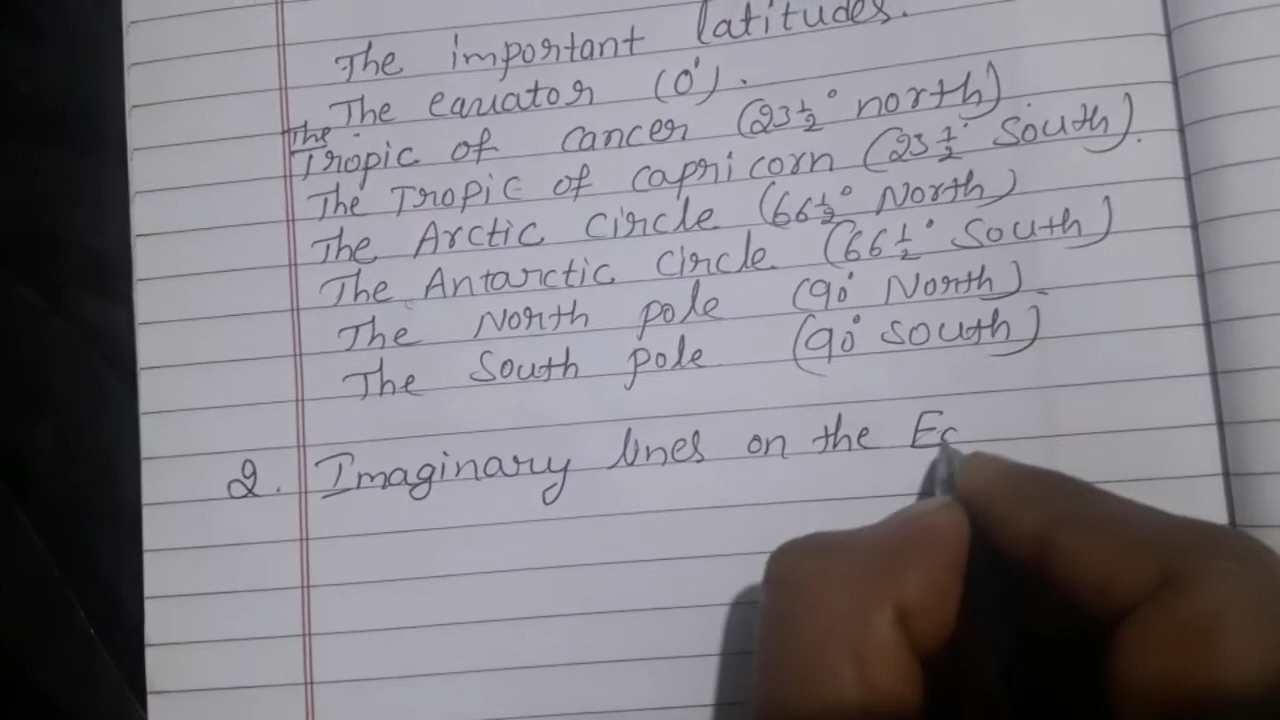 The important latitudes.
The equator (0°).
The Tropic of cancer (23½° north)
The Tropic of capricorn (23½° South).
The Arctic Circle (66½° North)
The Antarctic Circle (66½° South)
The North pole (90° North)
The South pole (90° South)
2. Imaginary lines on the